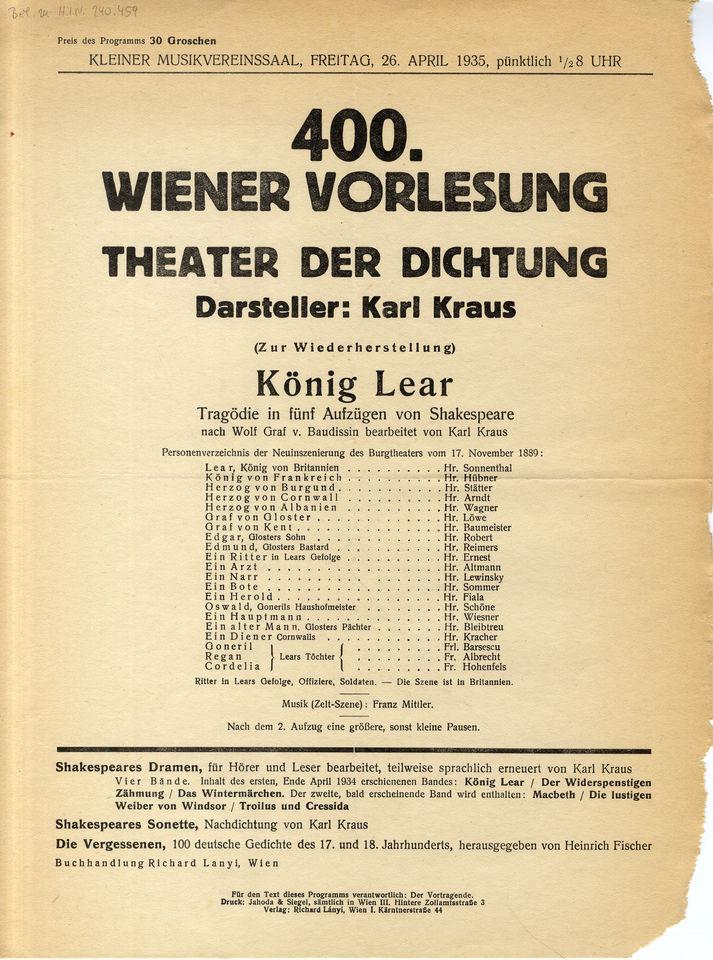 Bei zu H.I.N. 240.459
Preis des Programms 30 Groschen
KLEINER MUSIKVEREINSSAAL, FREITAG, 26. APRIL 1935, pünktlich 1/2 8 UHR
400.
WIENER VORLESUNG
THEATER DER DICHTUNG
Darsteller: Karl Kraus
(Zur Wiederherstellung)
König Lear
Tragödie in fünf Aufzügen von Shakespeare
nach Wolf Graf v. Baudissin bearbeitet von Karl Kraus
Personenverzeichnis der Neuinszenierung des Burgtheaters vom 17. November 1889:
Lear, König von Britannien . . . . . . . . . . Hr. Sonnenthal
König von Frankreich . . . . . . . . . . Hr. Hübner
Herzog von Burgund . . . . . . . . . . . Hr. Stätter
Herzog von Cornwall . . . . . . . . . . Hr. Arndt
Herzog von Albanien . . . . . . . . . . Hr. Wagner
Graf von Gloster . . . . . . . . . . . . . Hr. Löwe
Graf von Kent . . . . . . . . . . . . . . . Hr. Baumeister
Edgar, Glosters Sohn . . . . . . . . . . . . . Hr. Robert
Edmund, Glosters Bastard . . . . . . . . . . . Hr. Reimers
Ein Ritter in Lears Gefolge . . . . . . . . . . Hr. Ernest
Ein Arzt . . . . . . . . . . . . . . . . . . Hr. Altmann
Ein Narr . . . . . . . . . . . . . . . . . Hr. Lewinsky
Ein Bote . . . . . . . . . . . . . . . . . Hr. Sommer
Ein Herold . . . . . . . . . . . . . . . . . Hr. Fiala
Oswald, Gonerils Haushofmeister . . . . . . . . Hr. Schöne
Ein Hauptmann . . . . . . . . . . . . . . Hr. Wiesner
Ein alter Mann, Glosters Pächter . . . . . . . Hr. Bleibtreu
Ein Diener Cornwalls . . . . . . . . . . . . . Hr. Kracher
Goneril . . . . . . . . . Frl. Barsescu
Regan } Lears Töchter { . . . . . . . . . Fr. Albrecht
Cordelia . . . . . . . . . Fr. Hohenfels
Ritter in Lears Gefolge, Offiziere, Soldaten. — Die Szene ist in Britannien.
Musik (Zelt-Szene) : Franz Mittler.
Nach dem 2. Aufzug eine größere, sonst kleine Pausen.
Shakespeares Dramen, für Hörer und Leser bearbeitet, teilweise sprachlich erneuert von Karl Kraus
Vier Bände. Inhalt des ersten, Ende April 1934 erschienenen Bandes: König Lear / Der Widerspenstigen
Zähmung / Das Wintermärchen. Der zweite, bald erscheinende Band wird enthalten: Macbeth / Die lustigen
Weiber von Windsor / Troilus und Cressida
Shakespeares Sonette, Nachdichtung von Karl Kraus
Die Vergessenen, 100 deutsche Gedichte des 17. und 18. Jahrhunderts, herausgegeben von Heinrich Fischer
Buchhandlung Richard Lanyi, Wien
Für den Text dieses Programms verantwortlich: Der Vortragende.
Druck: Jahoda & Siegel, sämtlich in Wien III. Hintere Zollamtsstraße 3
Verlag: Richard Lányi, Wien I. Kärntnerstraße 44